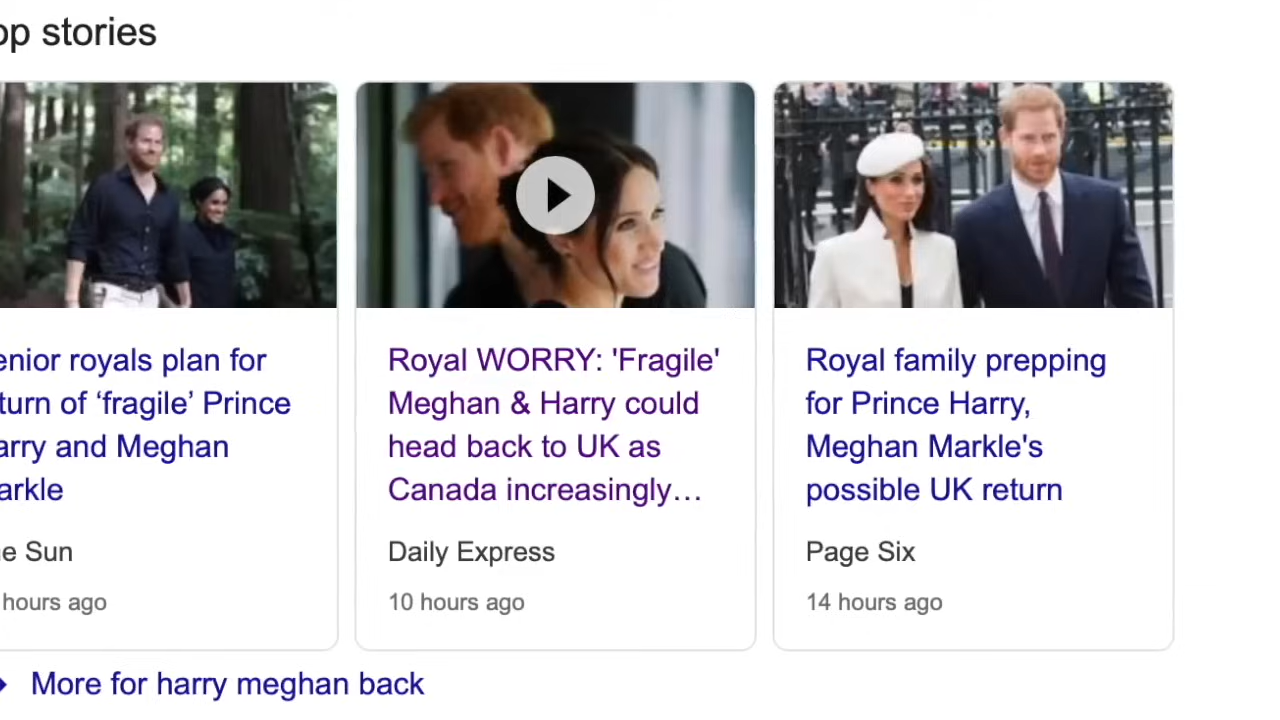 op stories
enior royals plan for
turn of ‘fragile’ Prince
arry and Meghan
arkle
e Sun
hours ago
Royal WORRY: 'Fragile'
Meghan & Harry could
head back to UK as
Canada increasingly…
Daily Express
10 hours ago
Royal family prepping
for Prince Harry,
Meghan Markle's
possible UK return
Page Six
14 hours ago
More for harry meghan back